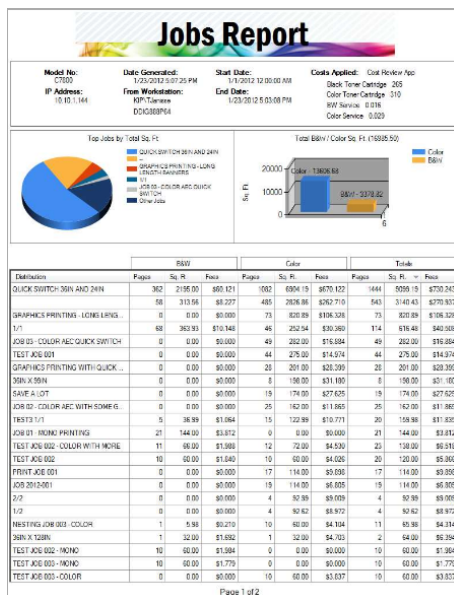 Jobs Report
Model No:
C7800
IP Address:
10.10.1.144
Date Generated:
1/23/2012 5:07:25 PM
From Workstation:
Start Date:
1/1/2012 12:00:00 AM
End Date:
1/23/2012 5:03:08 PM
Costs Applied: Cost Review App
Black Toner Cartridge 265
Color Toner Cartridge 310
BW Service 0.016
Color Service 0.029
Top Jobs by Total Sq. Ft.
QUICK SWITCH 36IN AND 24IN
--
GRAPHICS PRINTING - LONG
LENGTH BANNERS
1/1
JOB 03 - COLOR AEC QUICK
SWITCH
Other Jobs
Total B&W / Color Sq. Ft. (16985.50)
Sq. Ft.
20000
10000
0
Color - 13606.68
B&W - 3378.82
6
Color
B&W
B&W Color Totals
Distribution Pages Sq. Ft. Fees Pages Sq. Ft. Fees Pages Sq. Ft. Fees
QUICK SWITCH 36IN AND 24IN 362 2195.00 $60.121 1082 6904.19 $670.122 1444 9099.19 $730.243
58 313.56 $8.227 485 2826.86 $262.710 543 3140.43 $270.937
GRAPHICS PRINTING - LONG LENG... 0 0.00 $0.000 73 820.89 $106.328 73 820.89 $106.328
1/1 68 363.93 $10.148 46 252.54 $30.360 114 616.48 $40.508
JOB 03 - COLOR AEC QUICK SWITCH 0 0.00 $0.000 49 282.00 $16.884 49 282.00 $16.884
TEST JOB 001 0 0.00 $0.000 44 275.00 $14.974 44 275.00 $14.974
GRAPHICS PRINTING WITH QUICK ... 0 0.00 $0.000 28 201.00 $28.399 28 201.00 $28.399
36IN X 99IN 0 0.00 $0.000 8 198.00 $31.180 8 198.00 $31.180
SAVE A LOT 0 0.00 $0.000 19 174.00 $27.625 19 174.00 $27.625
JOB 02 - COLOR AEC WITH SOME G... 0 0.00 $0.000 25 162.00 $11.865 25 162.00 $11.865
TEST3 1/1 5 36.99 $1.064 15 122.99 $10.771 20 159.98 $11.835
JOB 01 - MONO PRINTING 21 144.00 $3.812 0 0.00 $0.000 21 144.00 $3.812
TEST JOB 002 - COLOR WITH MORE 11 66.00 $1.988 12 72.00 $4.530 23 138.00 $6.518
TEST JOB 002 10 60.00 $1.840 10 60.00 $4.026 20 120.00 $5.866
PRINT JOB 001 0 0.00 $0.000 17 114.00 $9.898 17 114.00 $9.898
JOB 2012-001 0 0.00 $0.000 19 114.00 $6.805 19 114.00 $6.805
2/2 0 0.00 $0.000 4 92.99 $9.009 4 92.99 $9.009
1/2 0 0.00 $0.000 4 92.62 $8.972 4 92.62 $8.972
NESTING JOB 003 - COLOR 1 5.98 $0.210 10 60.00 $4.104 11 65.98 $4.314
36IN X 128IN 1 32.00 $1.692 1 32.00 $4.703 2 64.00 $6.394
TEST JOB 002 - MONO 10 60.00 $1.984 0 0.00 $0.000 10 60.00 $1.984
TEST JOB 003 - MONO 10 60.00 $1.779 0 0.00 $0.000 10 60.00 $1.779
TEST JOB 003 - COLOR 0 0.00 $0.000 10 60.00 $3.837 10 60.00 $3.837
Page 1 of 2